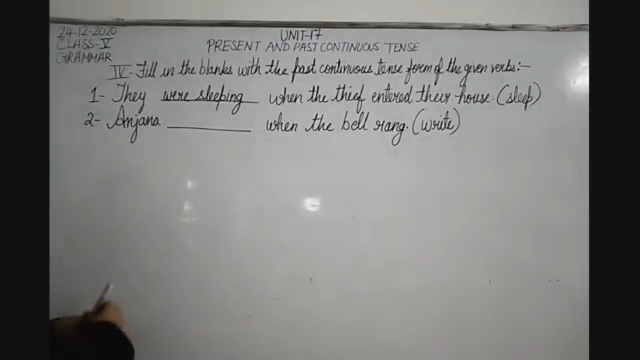 24-12-2020
CLASS-V
GRAMMAR
UNIT-17
PRESENT AND PAST CONTINUOUS TENSE
IV- Fill in the blanks with the past continuous tense form of the given verbs:-
1- They were sleeping when the thief entered their house. (sleep)
2- Anjana __________ when the bell rang. (write)